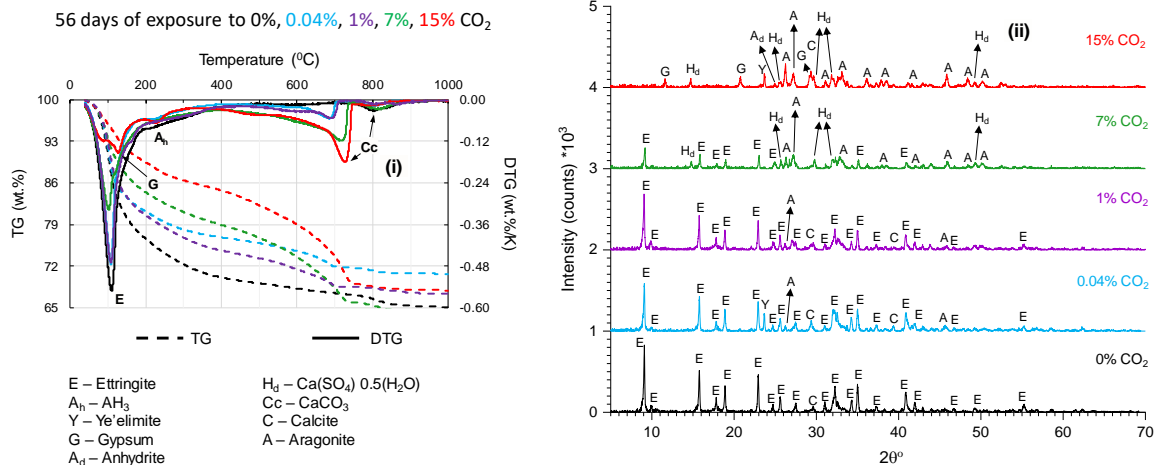 56 days of exposure to 0%, 0.04%, 1%, 7%, 15% CO2
Temperature (⁰C)
0 200 400 600 800 1000
100 93 86 79 72 65
TG (wt.%)
0.00 -0.12 -0.24 -0.36 -0.48 -0.60
DTG (wt.%/K)
Ah
G
E
Cc
(i)
TG DTG
E – Ettringite
Ah – AH3
Y – Ye'elimite
G – Gypsum
Ad – Anhydrite
Hd – Ca(SO4) 0.5(H2O)
Cc – CaCO3
C – Calcite
A – Aragonite
(ii)
Intensity (counts) *10^3
5 4 3 2 1 0
15% CO2
G Hd G Y Ad Hd A A G C Hd A A A A A A A A Hd A
7% CO2
E Hd E E E E E Hd A A Hd A A A E A A A Hd A
1% CO2
E E E E E E E E A E C E E E E E C E E A E E
0.04% CO2
E E E E E E Y E E A E C E E E E E C E E A E E
0% CO2
E E E E E E E E E C E E E E E E E E E E
10 20 30 40 50 60 70
2θ⁰